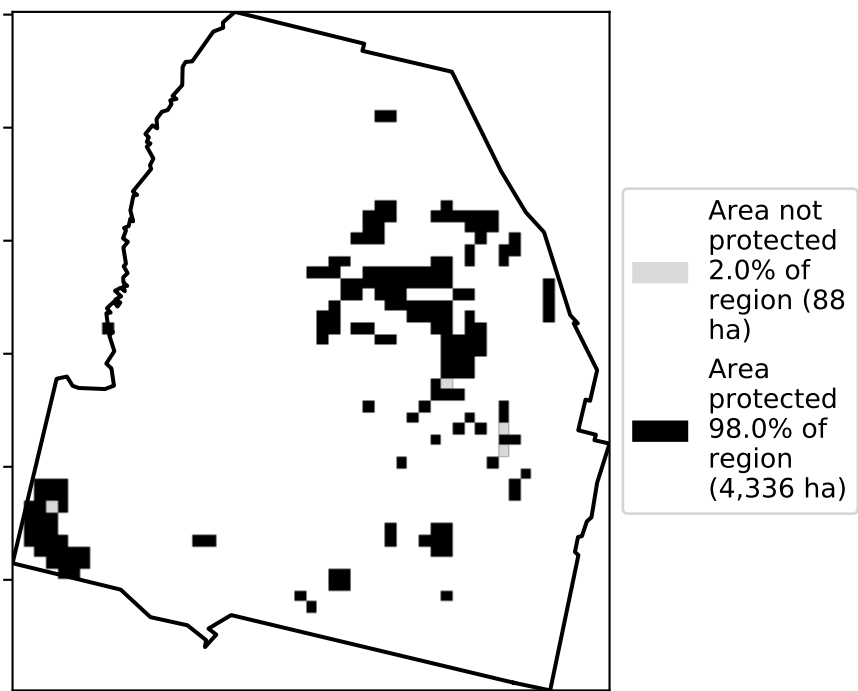 Area not
protected
2.0% of
region (88
ha)
Area
protected
98.0% of
region
(4,336 ha)